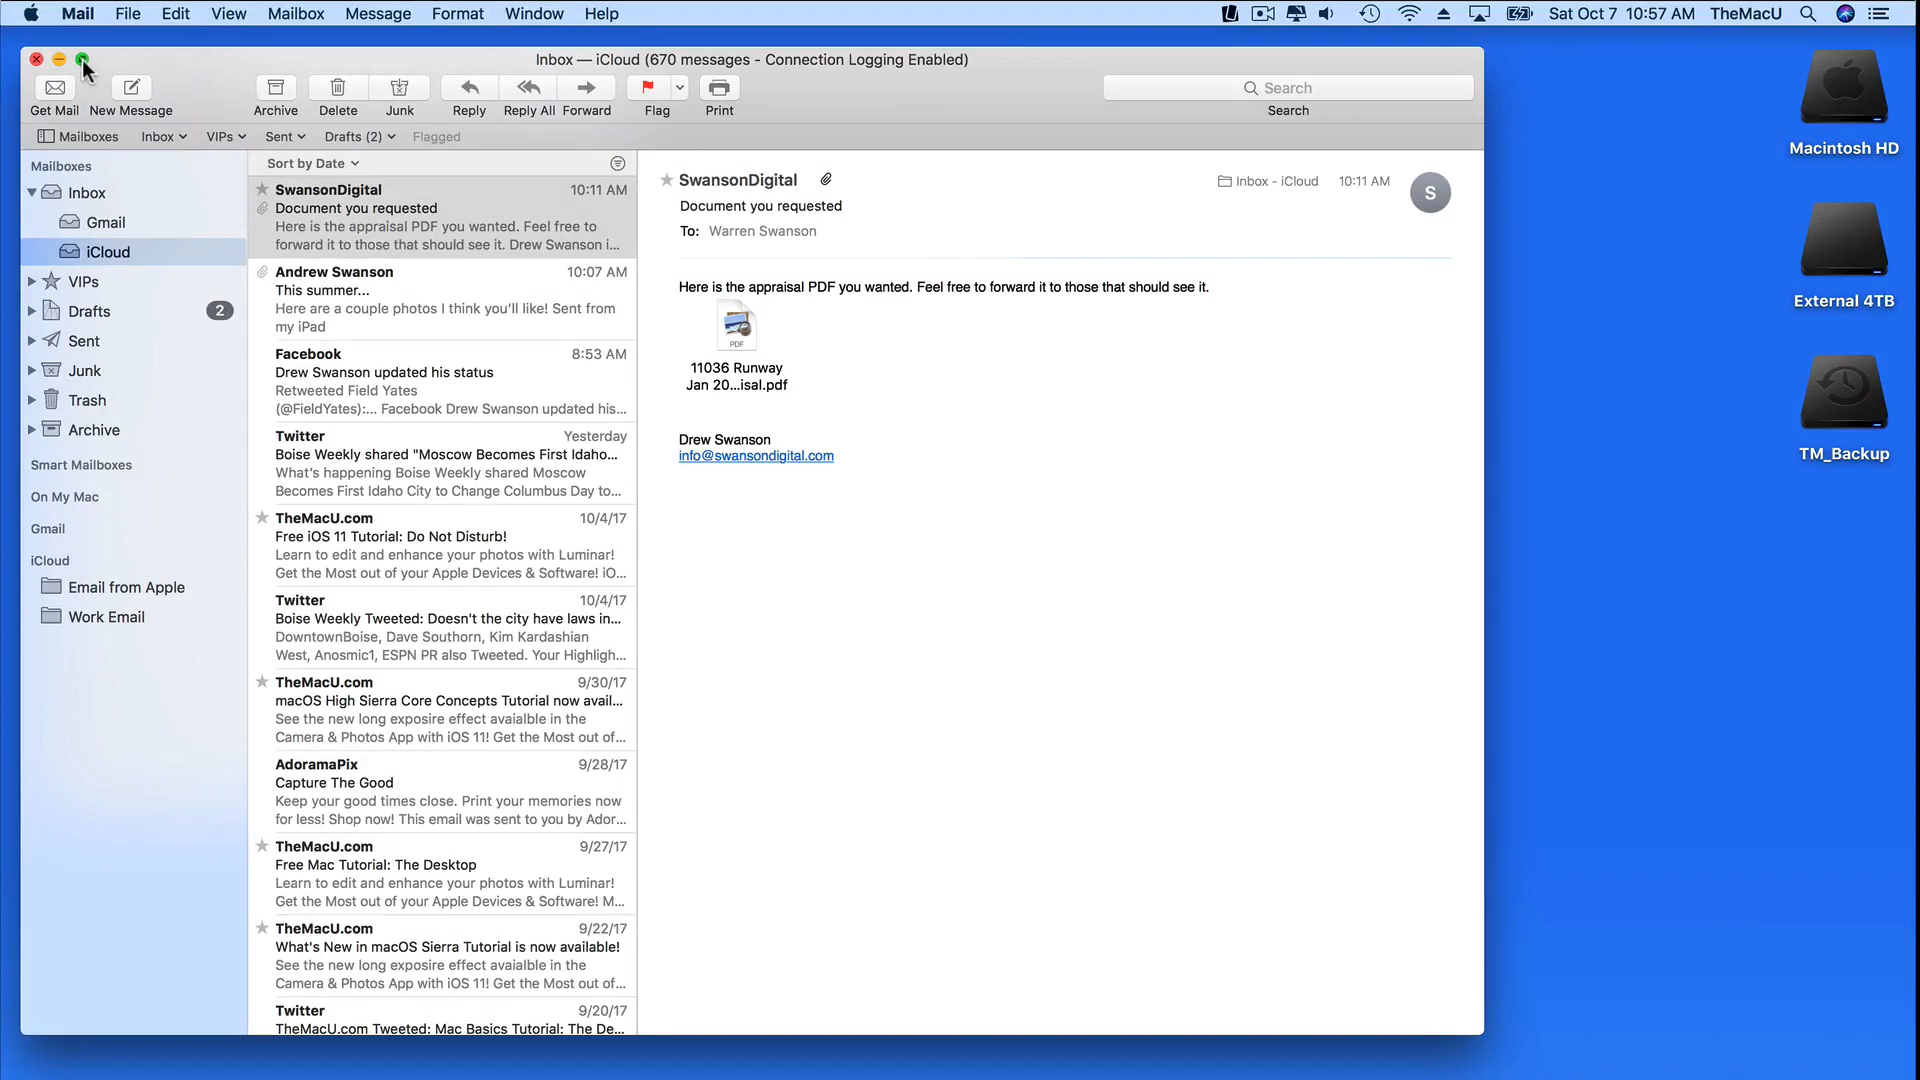 Mail File Edit View Mailbox Message Format Window Help Sat Oct 7 10:57 AM TheMacU
Inbox — iCloud (670 messages - Connection Logging Enabled)
Search
Get Mail New Message Archive Delete Junk Reply Reply All Forward Flag Print Search
Mailboxes Inbox VIPs Sent Drafts (2) Flagged
Mailboxes
Inbox
Gmail
iCloud
VIPs
Drafts 2
Sent
Junk
Trash
Archive
Smart Mailboxes
On My Mac
Gmail
iCloud
Email from Apple
Work Email
Sort by Date
SwansonDigital 10:11 AM
Document you requested
Here is the appraisal PDF you wanted. Feel free to
forward it to those that should see it. Drew Swanson i...
Andrew Swanson 10:07 AM
This summer...
Here are a couple photos I think you'll like! Sent from
my iPad
Facebook 8:53 AM
Drew Swanson updated his status
Retweeted Field Yates
(@FieldYates):... Facebook Drew Swanson updated his...
Twitter Yesterday
Boise Weekly shared "Moscow Becomes First Idaho...
What's happening Boise Weekly shared Moscow
Becomes First Idaho City to Change Columbus Day to...
TheMacU.com 10/4/17
Free iOS 11 Tutorial: Do Not Disturb!
Learn to edit and enhance your photos with Luminar!
Get the Most out of your Apple Devices & Software! iO...
Twitter 10/4/17
Boise Weekly Tweeted: Doesn't the city have laws in...
DowntownBoise, Dave Southorn, Kim Kardashian
West, Anosmic1, ESPN PR also Tweeted. Your Highligh...
TheMacU.com 9/30/17
macOS High Sierra Core Concepts Tutorial now avail...
See the new long exposire effect avaialble in the
Camera & Photos App with iOS 11! Get the Most out of...
AdoramaPix 9/28/17
Capture The Good
Keep your good times close. Print your memories now
for less! Shop now! This email was sent to you by Ador...
TheMacU.com 9/27/17
Free Mac Tutorial: The Desktop
Learn to edit and enhance your photos with Luminar!
Get the Most out of your Apple Devices & Software! M...
TheMacU.com 9/22/17
What's New in macOS Sierra Tutorial is now available!
See the new long exposire effect avaialble in the
Camera & Photos App with iOS 11! Get the Most out of...
Twitter 9/20/17
TheMacU.com Tweeted: Mac Basics Tutorial: The De...
SwansonDigital Inbox - iCloud 10:11 AM S
Document you requested
To: Warren Swanson
Here is the appraisal PDF you wanted. Feel free to forward it to those that should see it.
PDF
11036 Runway
Jan 20...isal.pdf
Drew Swanson
info@swansondigital.com
Macintosh HD
External 4TB
TM_Backup